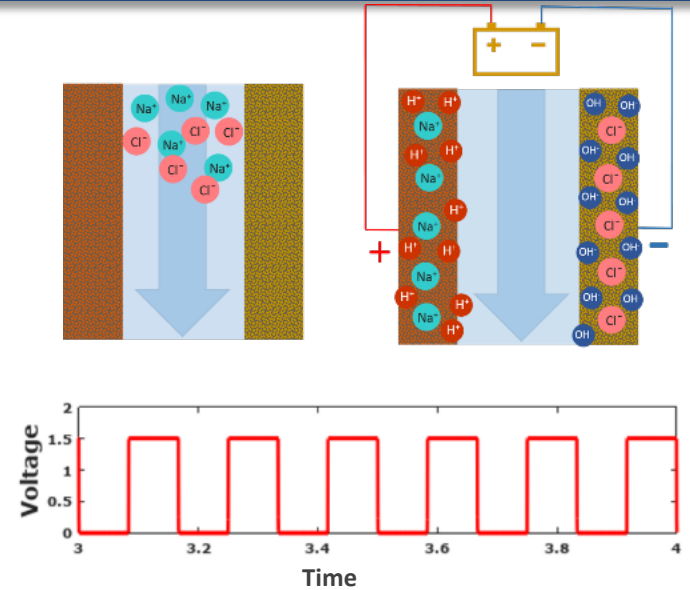 Na⁺ Na⁺ Na⁺
Cl⁻ Cl⁻ Cl⁻
Na⁺
Cl⁻ Na⁺
Cl⁻
+ −
H⁺ H⁺ OH OH
Na⁺ Cl⁻
H⁺ H⁺ OH⁻ OH
Na⁺ Cl⁻
OH⁻ OH
H⁺
Na⁺ Cl⁻
H⁺ H⁺ OH⁻ OH⁻
+ −
Na⁺ Cl⁻
H⁺ H⁺ OH OH
Na⁺ Cl⁻
H⁺ OH
Voltage
2
1.5
1
0.5
0
3 3.2 3.4 3.6 3.8 4
Time